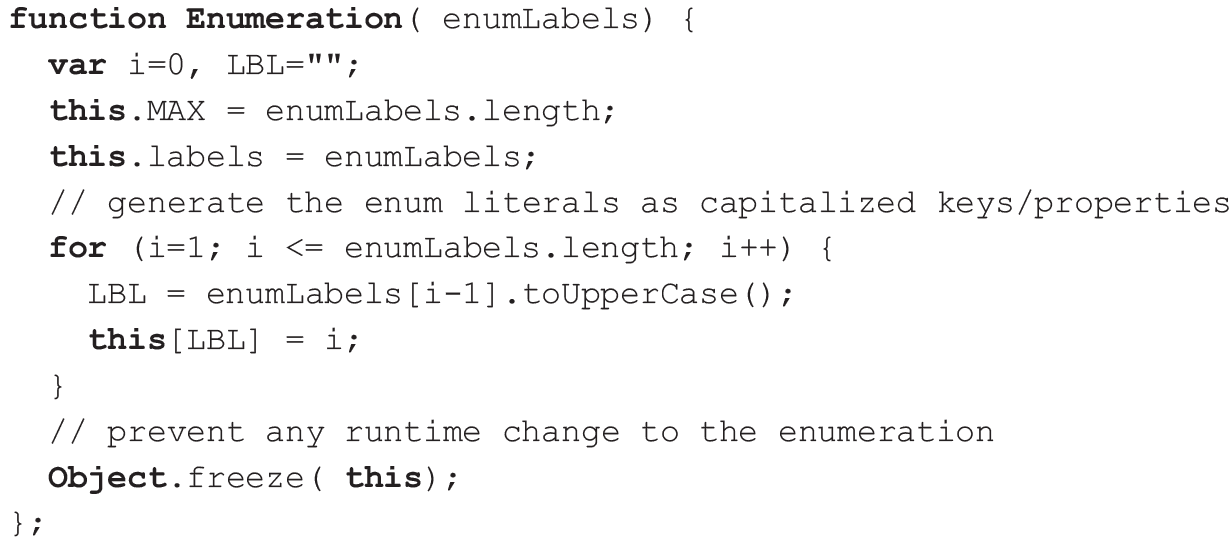 function Enumeration( enumLabels) {
  var i=0, LBL="";
  this.MAX = enumLabels.length;
  this.labels = enumLabels;
  // generate the enum literals as capitalized keys/properties
  for (i=1; i <= enumLabels.length; i++) {
    LBL = enumLabels[i-1].toUpperCase();
    this[LBL] = i;
  }
  // prevent any runtime change to the enumeration
  Object.freeze( this);
};